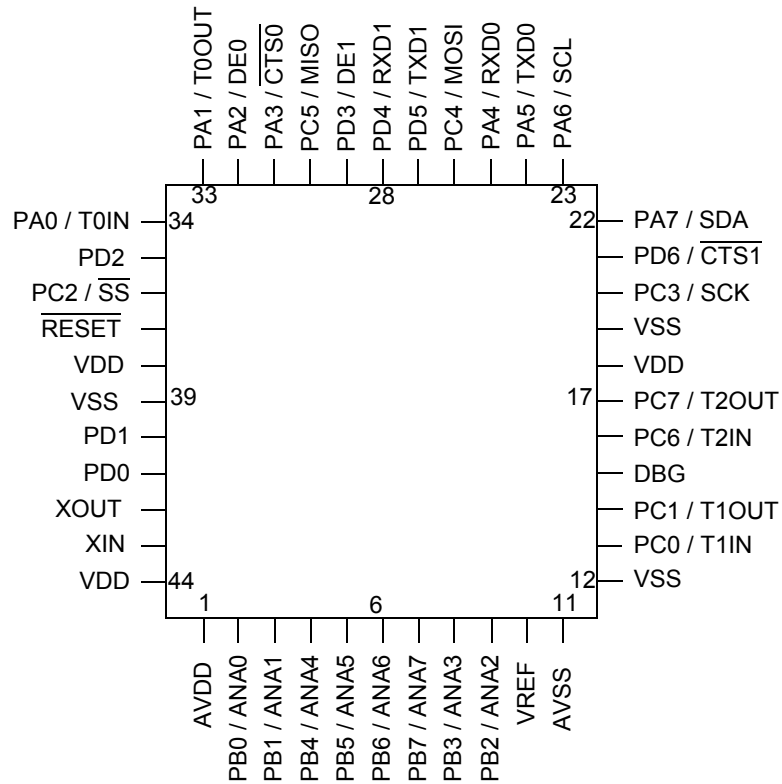 PA1 / T0OUT
PA2 / DE0
PA3 / CTS0
PC5 / MISO
PD3 / DE1
PD4 / RXD1
PD5 / TXD1
PC4 / MOSI
PA4 / RXD0
PA5 / TXD0
PA6 / SCL
33
28
23
PA0 / T0IN
34
PD2
PC2 / SS
RESET
VDD
VSS
39
PD1
PD0
XOUT
XIN
VDD
44
22
PA7 / SDA
PD6 / CTS1
PC3 / SCK
VSS
VDD
17
PC7 / T2OUT
PC6 / T2IN
DBG
PC1 / T1OUT
PC0 / T1IN
12
VSS
1
6
11
AVDD
PB0 / ANA0
PB1 / ANA1
PB4 / ANA4
PB5 / ANA5
PB6 / ANA6
PB7 / ANA7
PB3 / ANA3
PB2 / ANA2
VREF
AVSS